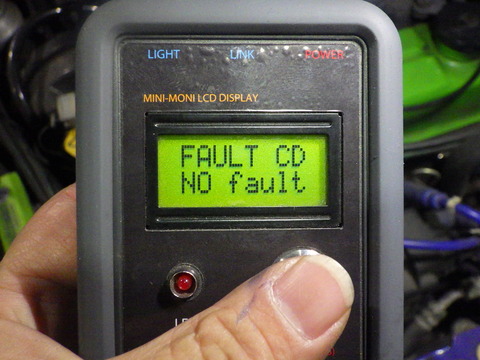 LIGHT LINK POWER
MINI-MONI LCD DISPLAY
FAULT CD
NO fault